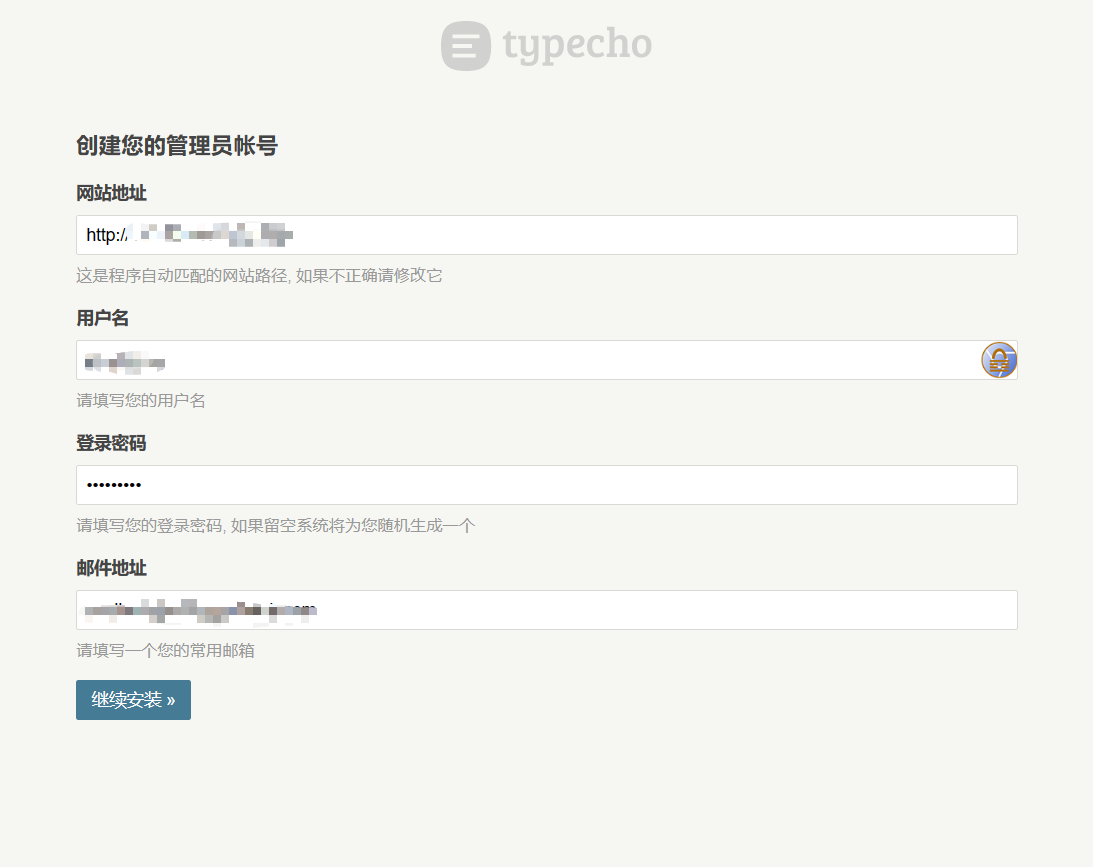 typecho
创建您的管理员帐号
网站地址
http://
这是程序自动匹配的网站路径, 如果不正确请修改它
用户名
请填写您的用户名
登录密码
•••••••••
请填写您的登录密码, 如果留空系统将为您随机生成一个
邮件地址
请填写一个您的常用邮箱
继续安装 »